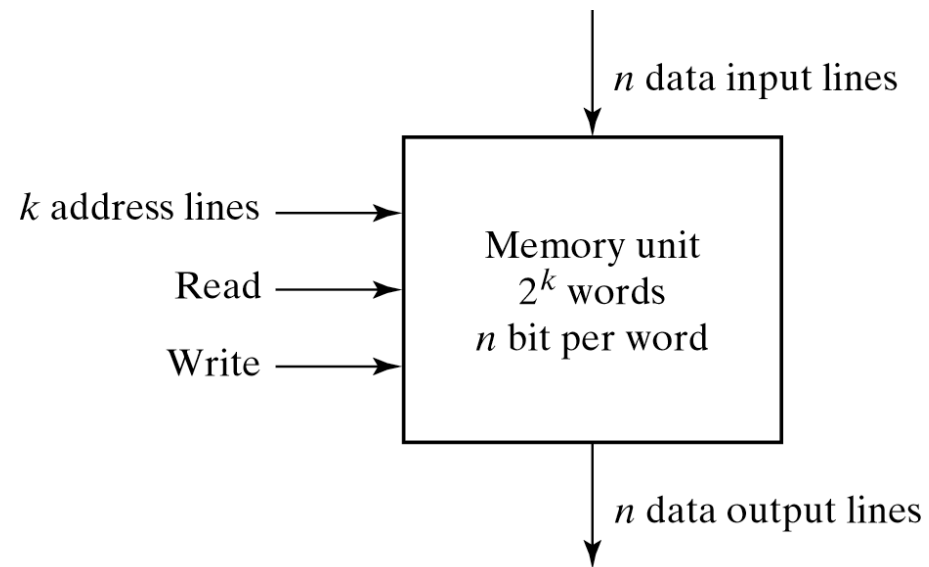 n data input lines
k address lines
Read
Write
Memory unit
2^k words
n bit per word
n data output lines